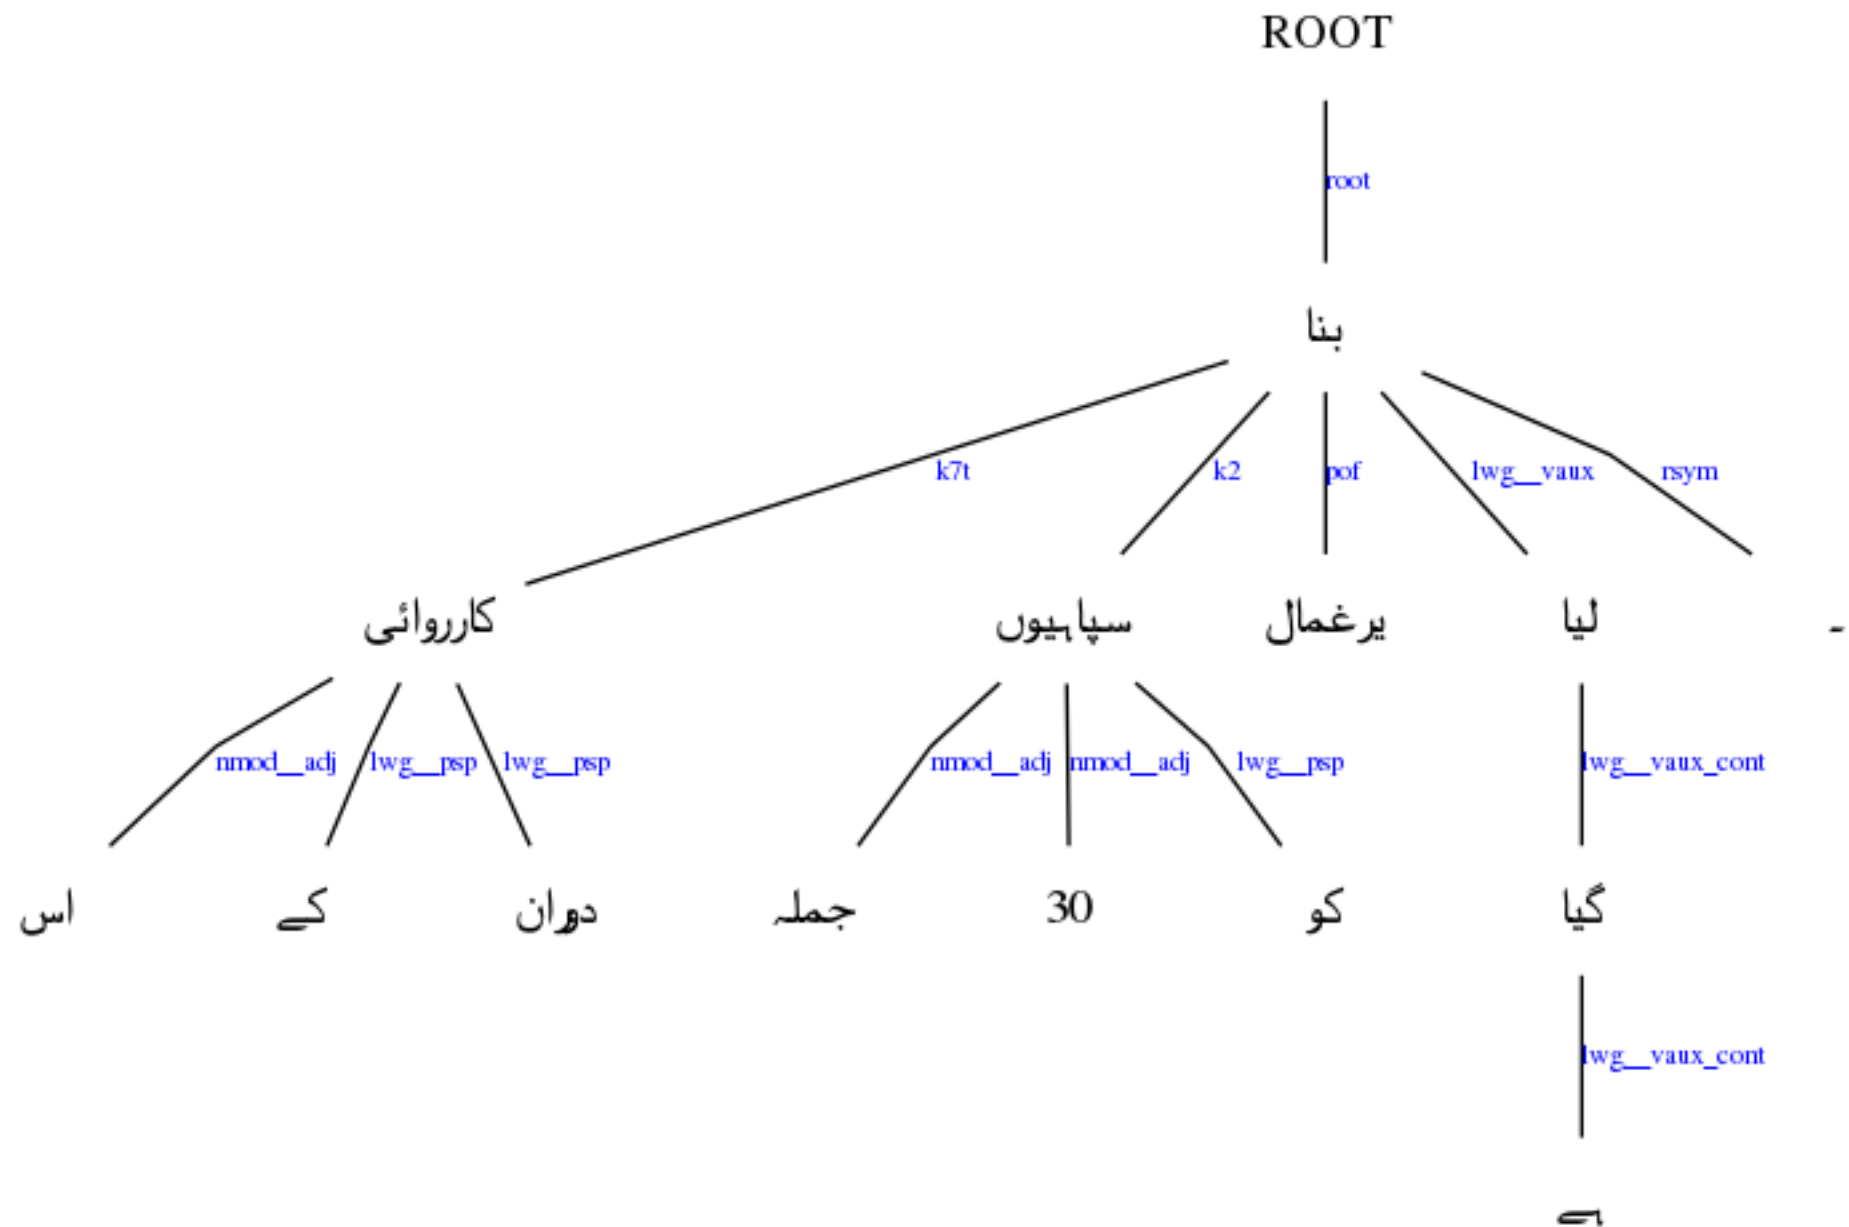 ROOT
root
بنا
k7t k2 pof lwg__vaux rsym
کارروائی سپاہیوں یرغمال لیا ۔
nmod__adj lwg__psp lwg__psp nmod__adj nmod__adj lwg__psp lwg__vaux_cont
اس کے دوران جملہ 30 کو گیا
lwg__vaux_cont
ہے